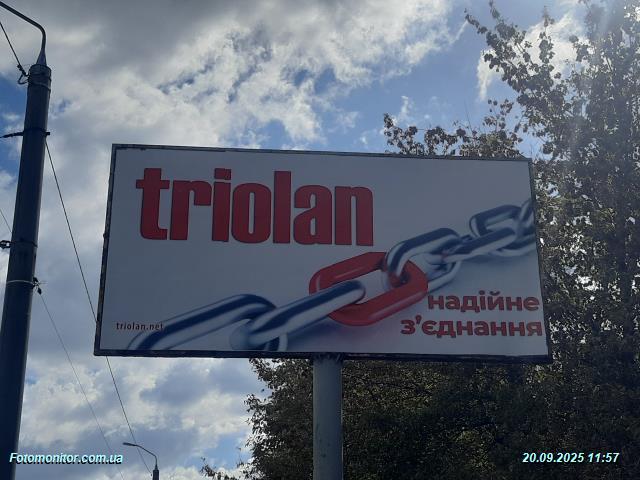 triolan
надійне
з'єднання
triolan.net
Fotomonitor.com.ua
20.09.2025 11:57